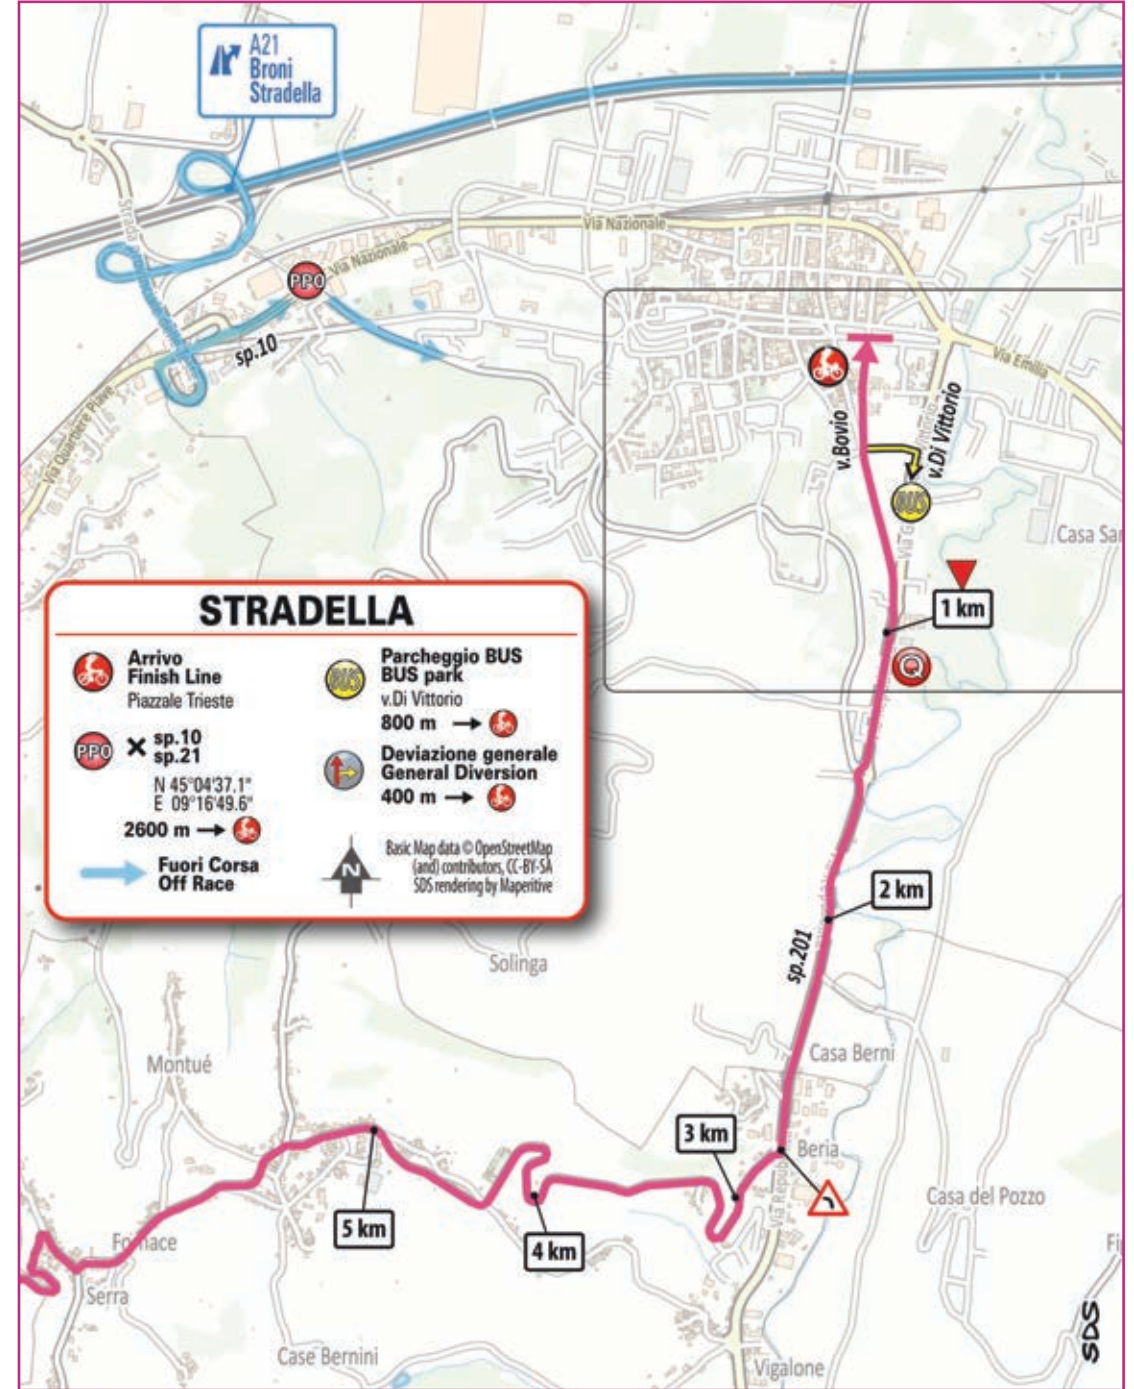 A21
Broni
Stradella
Via Nazionale
Via Nazionale
PPO
sp.10
Via Emilia
v.Bovio
v.Di Vittorio
BUS
Casa Sar
1 km
Q
STRADELLA
Arrivo
Finish Line
Piazzale Trieste
PPO
sp.10
sp.21
N 45°04'37.1"
E 09°16'49.6"
2600 m
Fuori Corsa
Off Race
BUS
Parcheggio BUS
BUS park
v.Di Vittorio
800 m
Deviazione generale
General Diversion
400 m
N
Basic Map data © OpenStreetMap
(and) contributors, CC-BY-SA
SDS rendering by Maperitive
2 km
sp.201
Solinga
Casa Berni
Montué
3 km
Beria
5 km
4 km
Casa del Pozzo
Serra
Case Bernini
Vigalone
SDS